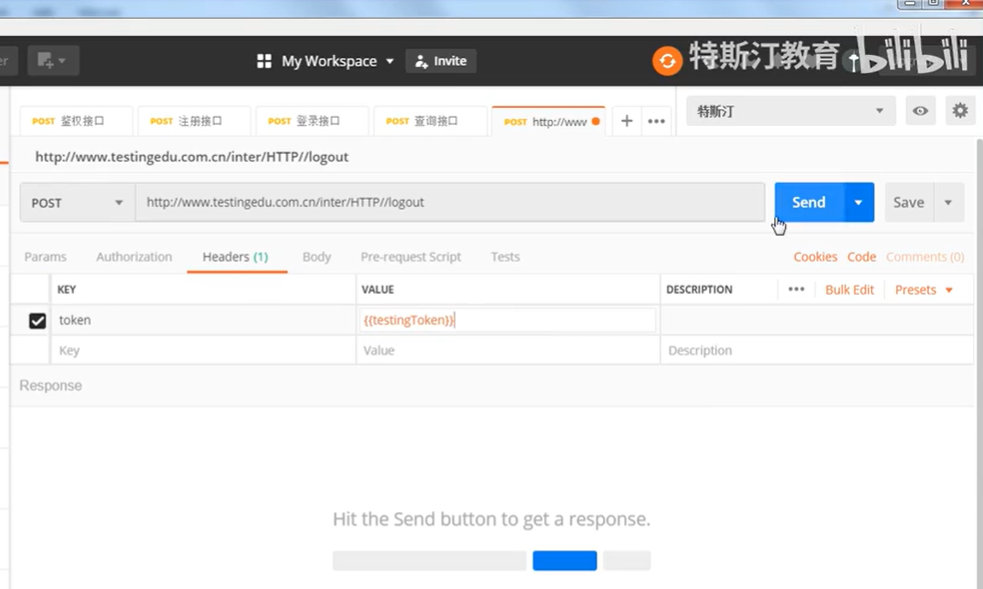 My Workspace
Invite
特斯汀教育
bilibili
POST 鉴权接口
POST 注册接口
POST 登录接口
POST 查询接口
POST http://www
特斯汀
http://www.testingedu.com.cn/inter/HTTP//logout
POST
http://www.testingedu.com.cn/inter/HTTP//logout
Send
Save
Params
Authorization
Headers (1)
Body
Pre-request Script
Tests
Cookies
Code
Comments (0)
KEY
VALUE
DESCRIPTION
Bulk Edit
Presets
token
{{testingToken}}
Key
Value
Description
Response
Hit the Send button to get a response.